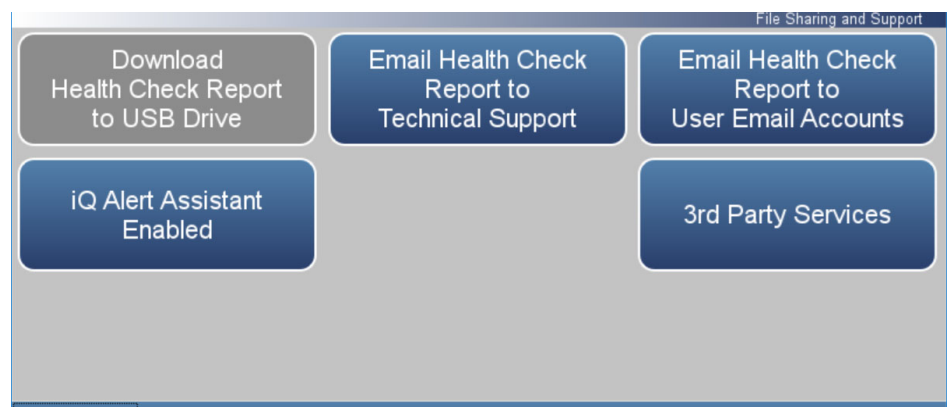 File Sharing and Support
Download
Health Check Report
to USB Drive
Email Health Check
Report to
Technical Support
Email Health Check
Report to
User Email Accounts
iQ Alert Assistant
Enabled
3rd Party Services